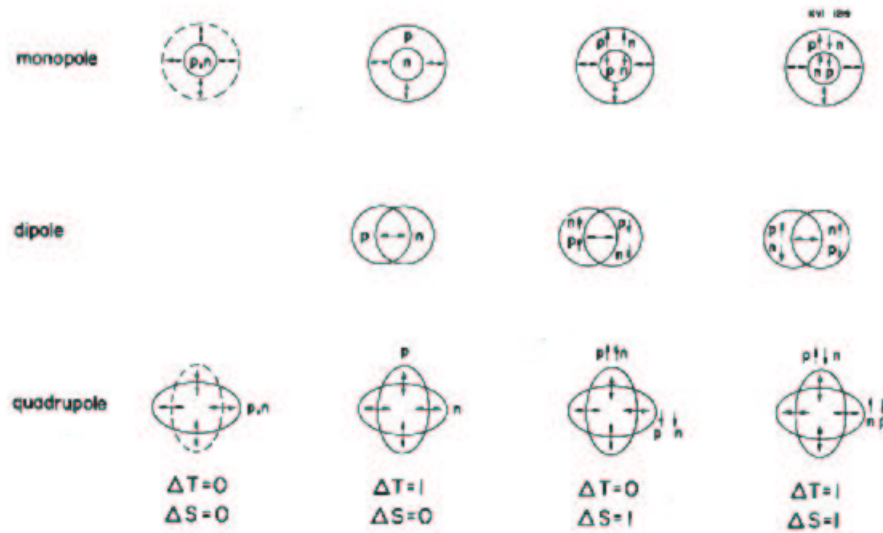 monopole
p,n
p
n
p n
p n
p n
n p
dipole
p n
n p
p n
p n
n p
quadrupole
p,n
p
n
p n
p n
p n
n p
ΔT=0 ΔT=1 ΔT=0 ΔT=1
ΔS=0 ΔS=0 ΔS=1 ΔS=1